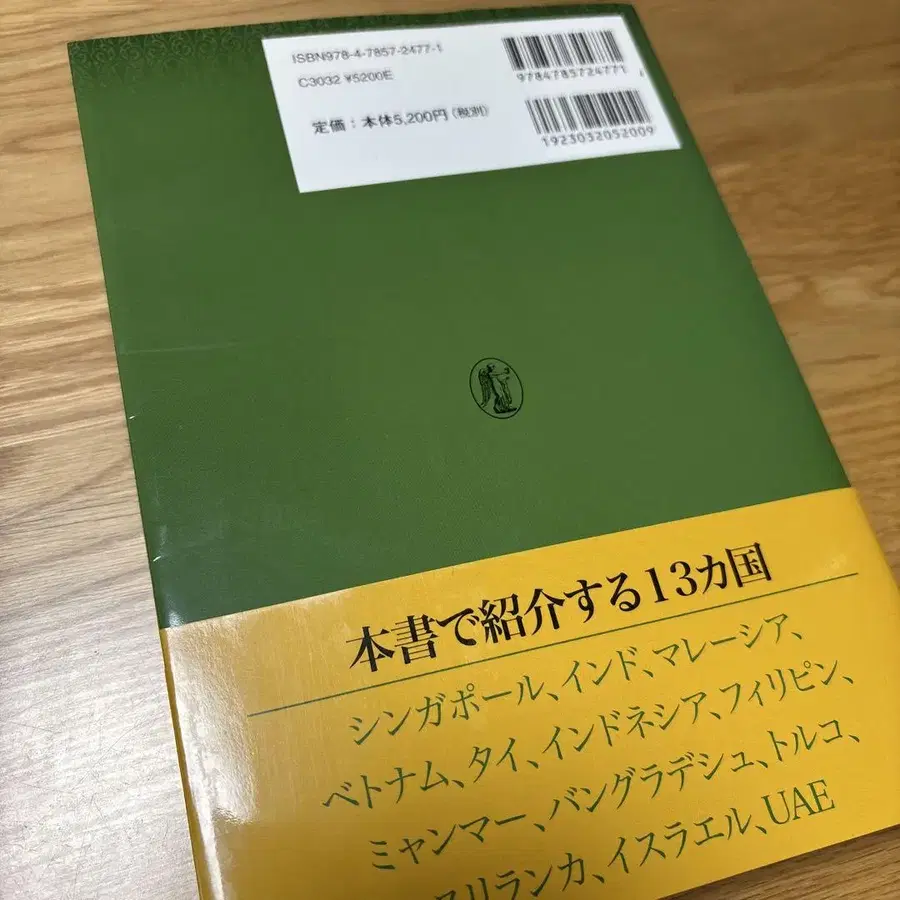 ISBN978-4-7857-2477-1
C3032 ¥5200E
定価：本体5,200円（税別）
9784785724771
1923032052009
本書で紹介する13カ国
シンガポール、インド、マレーシア、
ベトナム、タイ、インドネシア、フィリピン、
ミャンマー、バングラデシュ、トルコ、
スリランカ、イスラエル、UAE